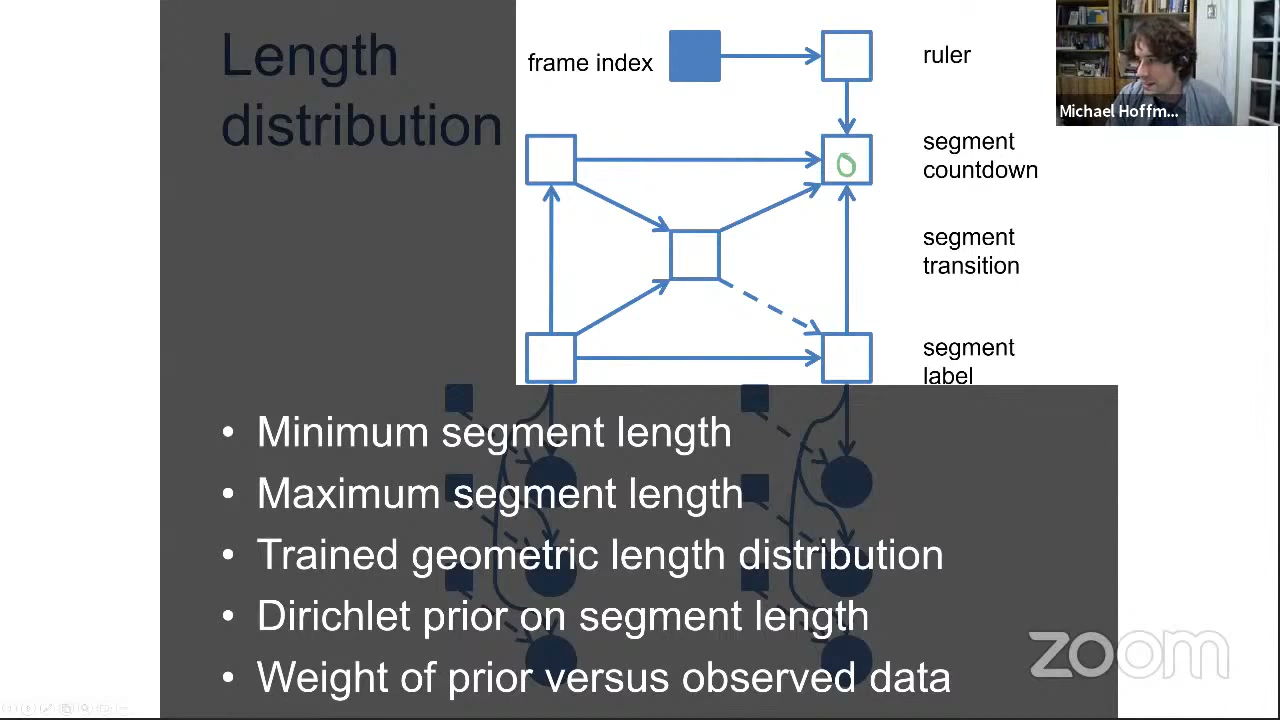 Length
distribution
frame index
ruler
segment
countdown
0
segment
transition
segment
label
Michael Hoffm...
• Minimum segment length
• Maximum segment length
• Trained geometric length distribution
• Dirichlet prior on segment length
• Weight of prior versus observed data
zoom